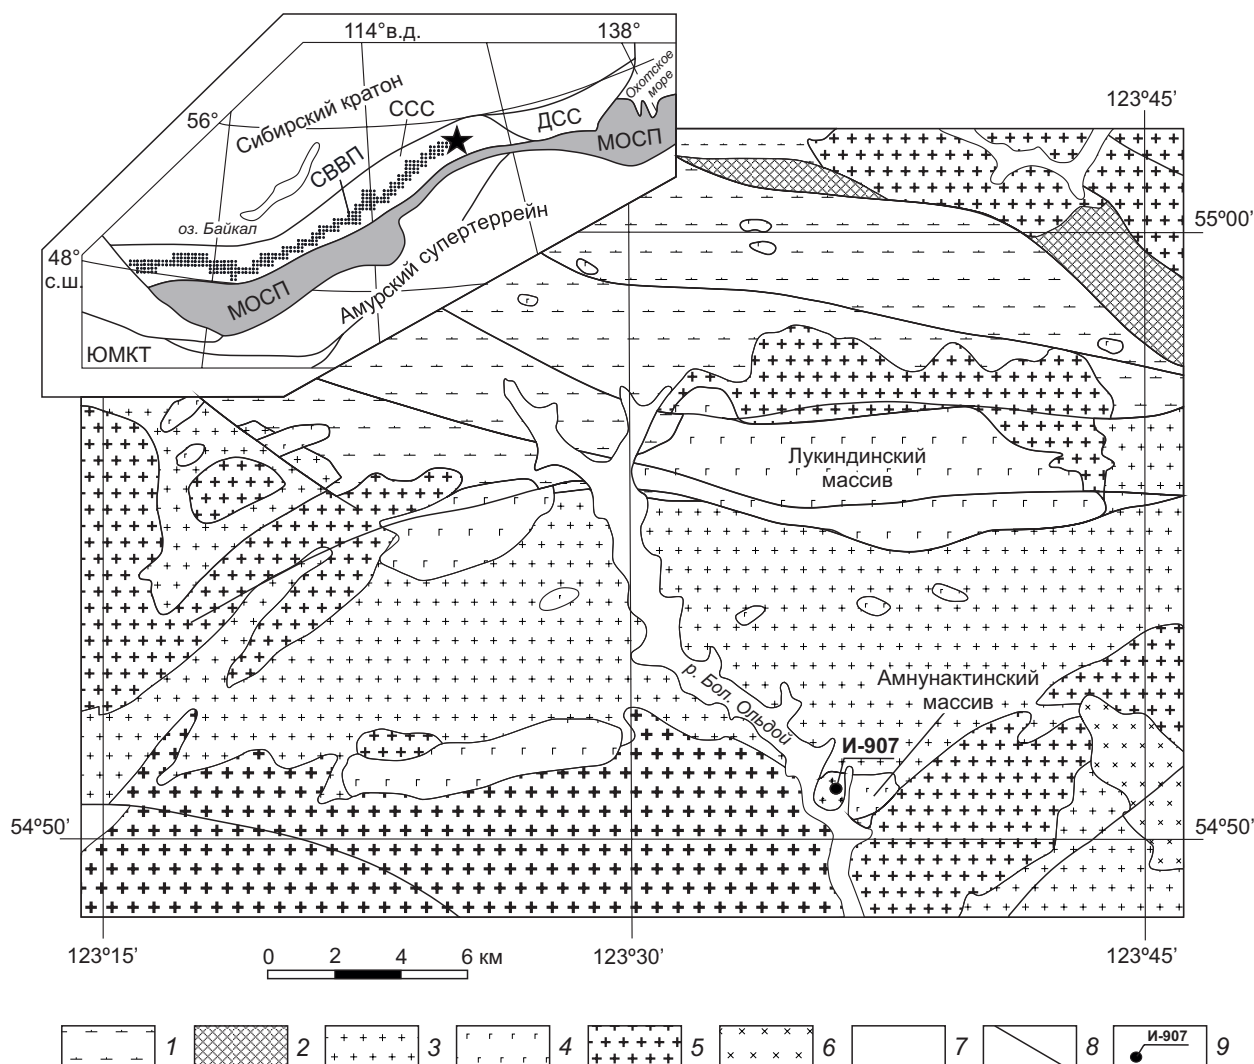 114°в.д.
138°
Охотское
море
56°
Сибирский кратон
ССС
ДСС
МОСП
СВВП
оз. Байкал
48°
с.ш.
МОСП
Амурский супертеррейн
ЮМКТ
123°45'
55°00'
Лукиндинский
массив
р. Бол. Ольдой
Амнунактинский
массив
И-907
54°50'
54°50'
123°15'
123°30'
123°45'
0 2 4 6 км
1 2 3 4 5 6 7 8 И-907 9